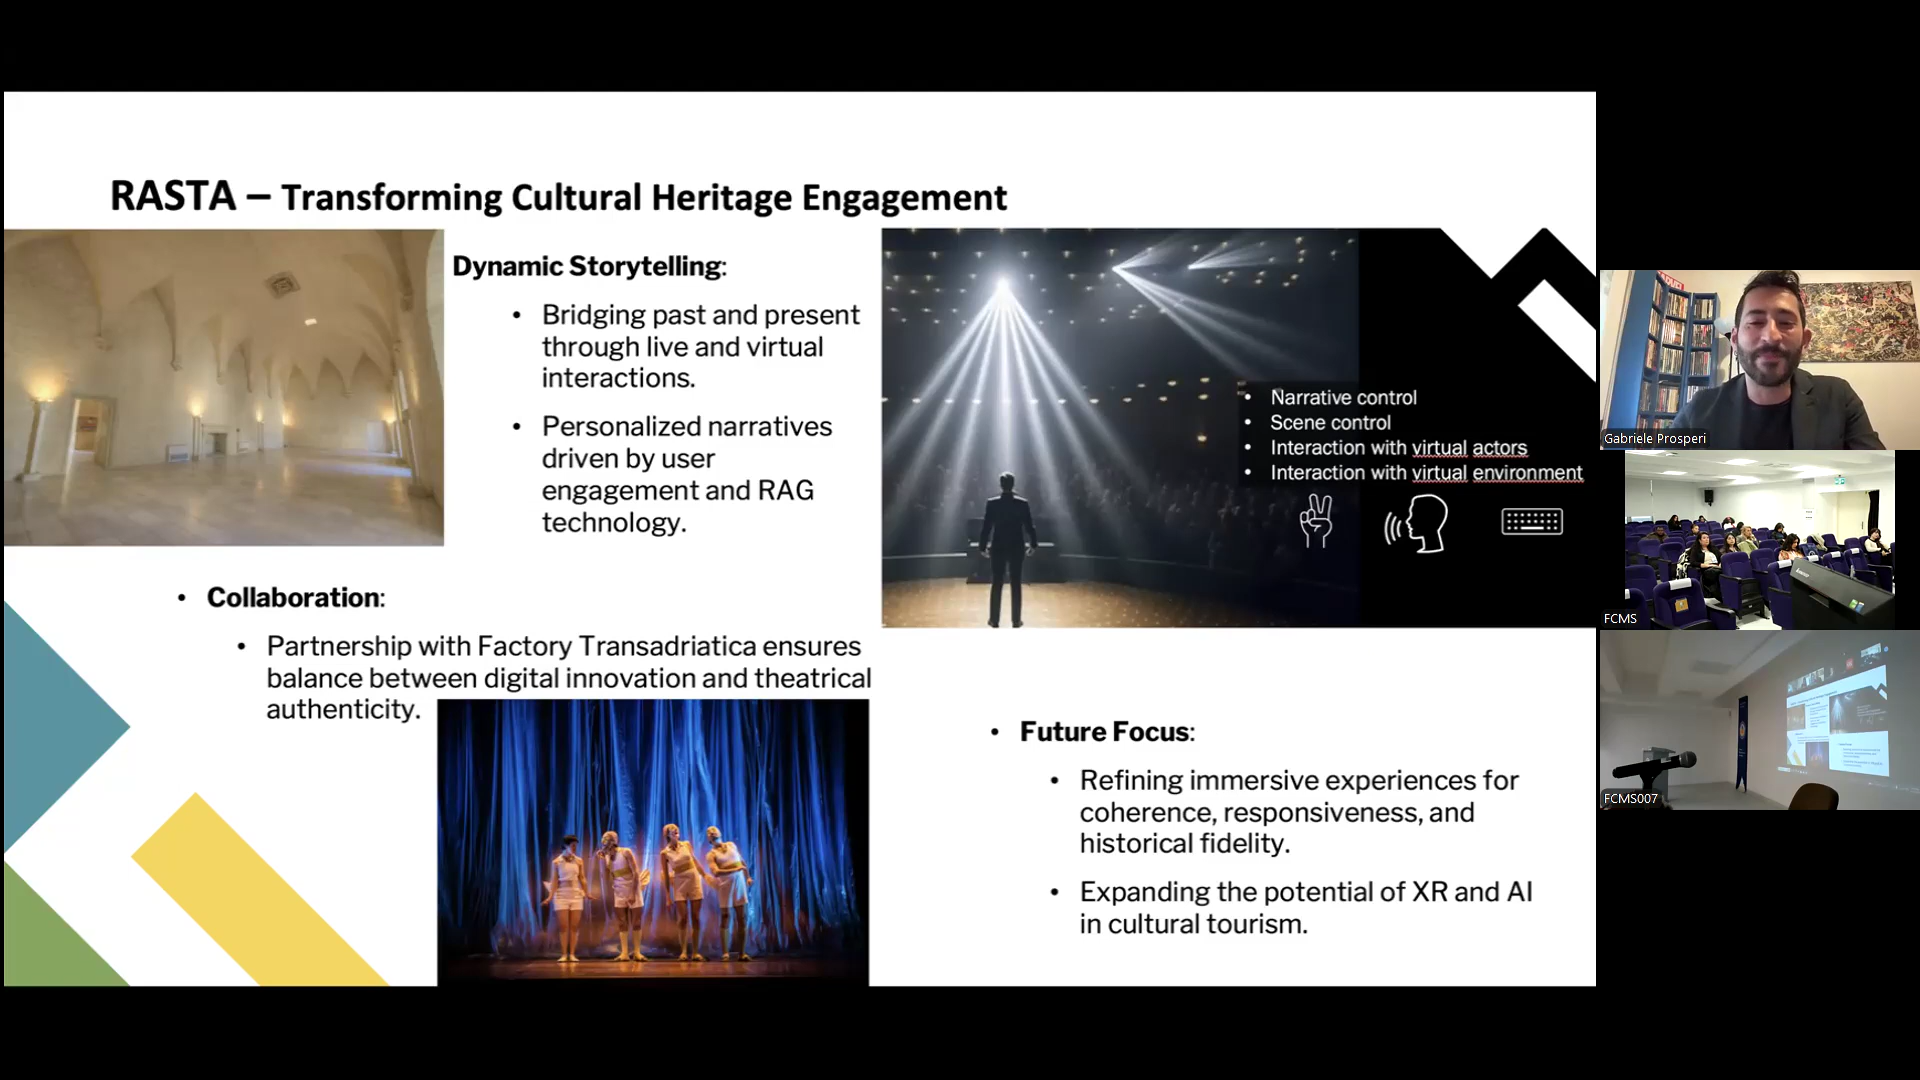 RASTA – Transforming Cultural Heritage Engagement
Dynamic Storytelling:
• Bridging past and present
through live and virtual
interactions.
• Personalized narratives
driven by user
engagement and RAG
technology.
• Narrative control
• Scene control
• Interaction with virtual actors
• Interaction with virtual environment
• Collaboration:
• Partnership with Factory Transadriatica ensures
balance between digital innovation and theatrical
authenticity.
• Future Focus:
• Refining immersive experiences for
coherence, responsiveness, and
historical fidelity.
• Expanding the potential of XR and AI
in cultural tourism.
Gabriele Prosperi
FCMS
FCMS007